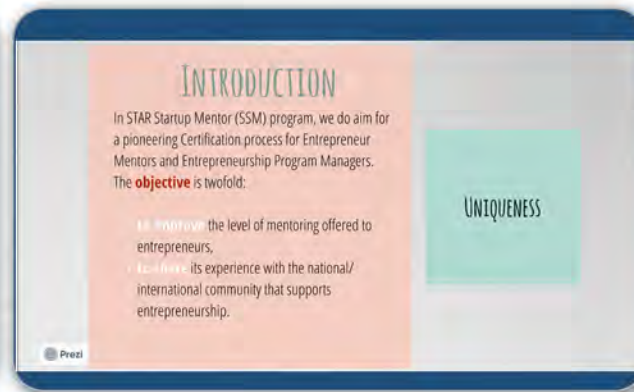 INTRODUCTION
In STAR Startup Mentor (SSM) program, we do aim for
a pioneering Certification process for Entrepreneur
Mentors and Entrepreneurship Program Managers.
The objective is twofold:
to improve the level of mentoring offered to
entrepreneurs,
its experience with the national/
international community that supports
entrepreneurship.
UNIQUENESS
Prezi